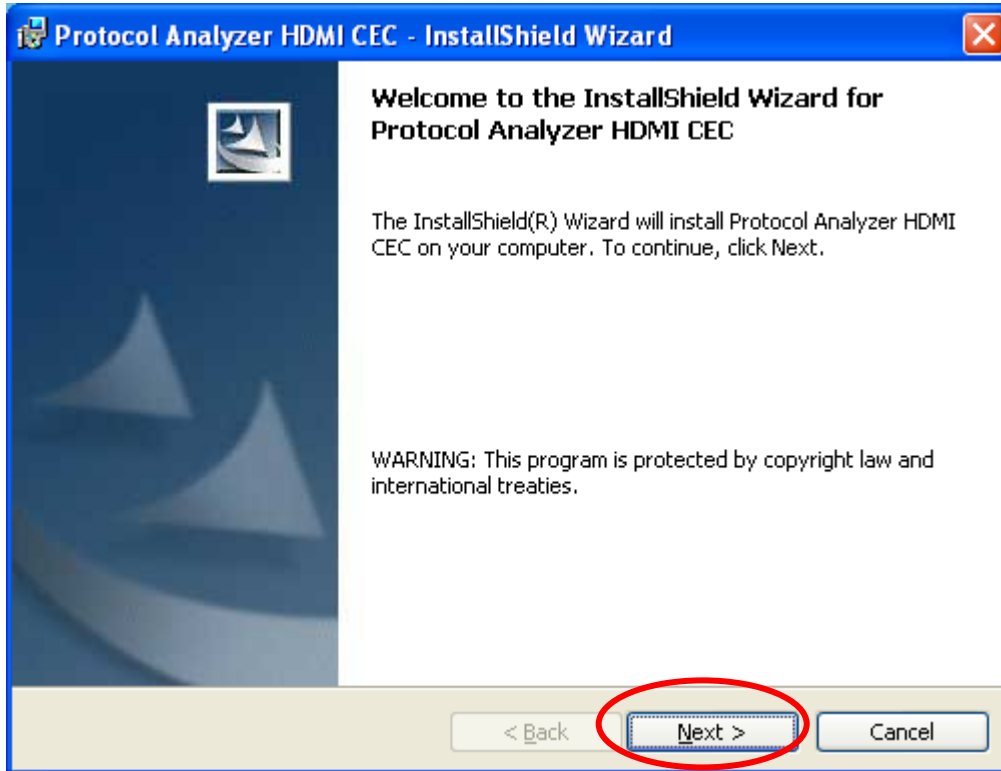 Protocol Analyzer HDMI CEC - InstallShield Wizard
Welcome to the InstallShield Wizard for
Protocol Analyzer HDMI CEC
The InstallShield(R) Wizard will install Protocol Analyzer HDMI
CEC on your computer. To continue, click Next.
WARNING: This program is protected by copyright law and
international treaties.
< Back
Next >
Cancel